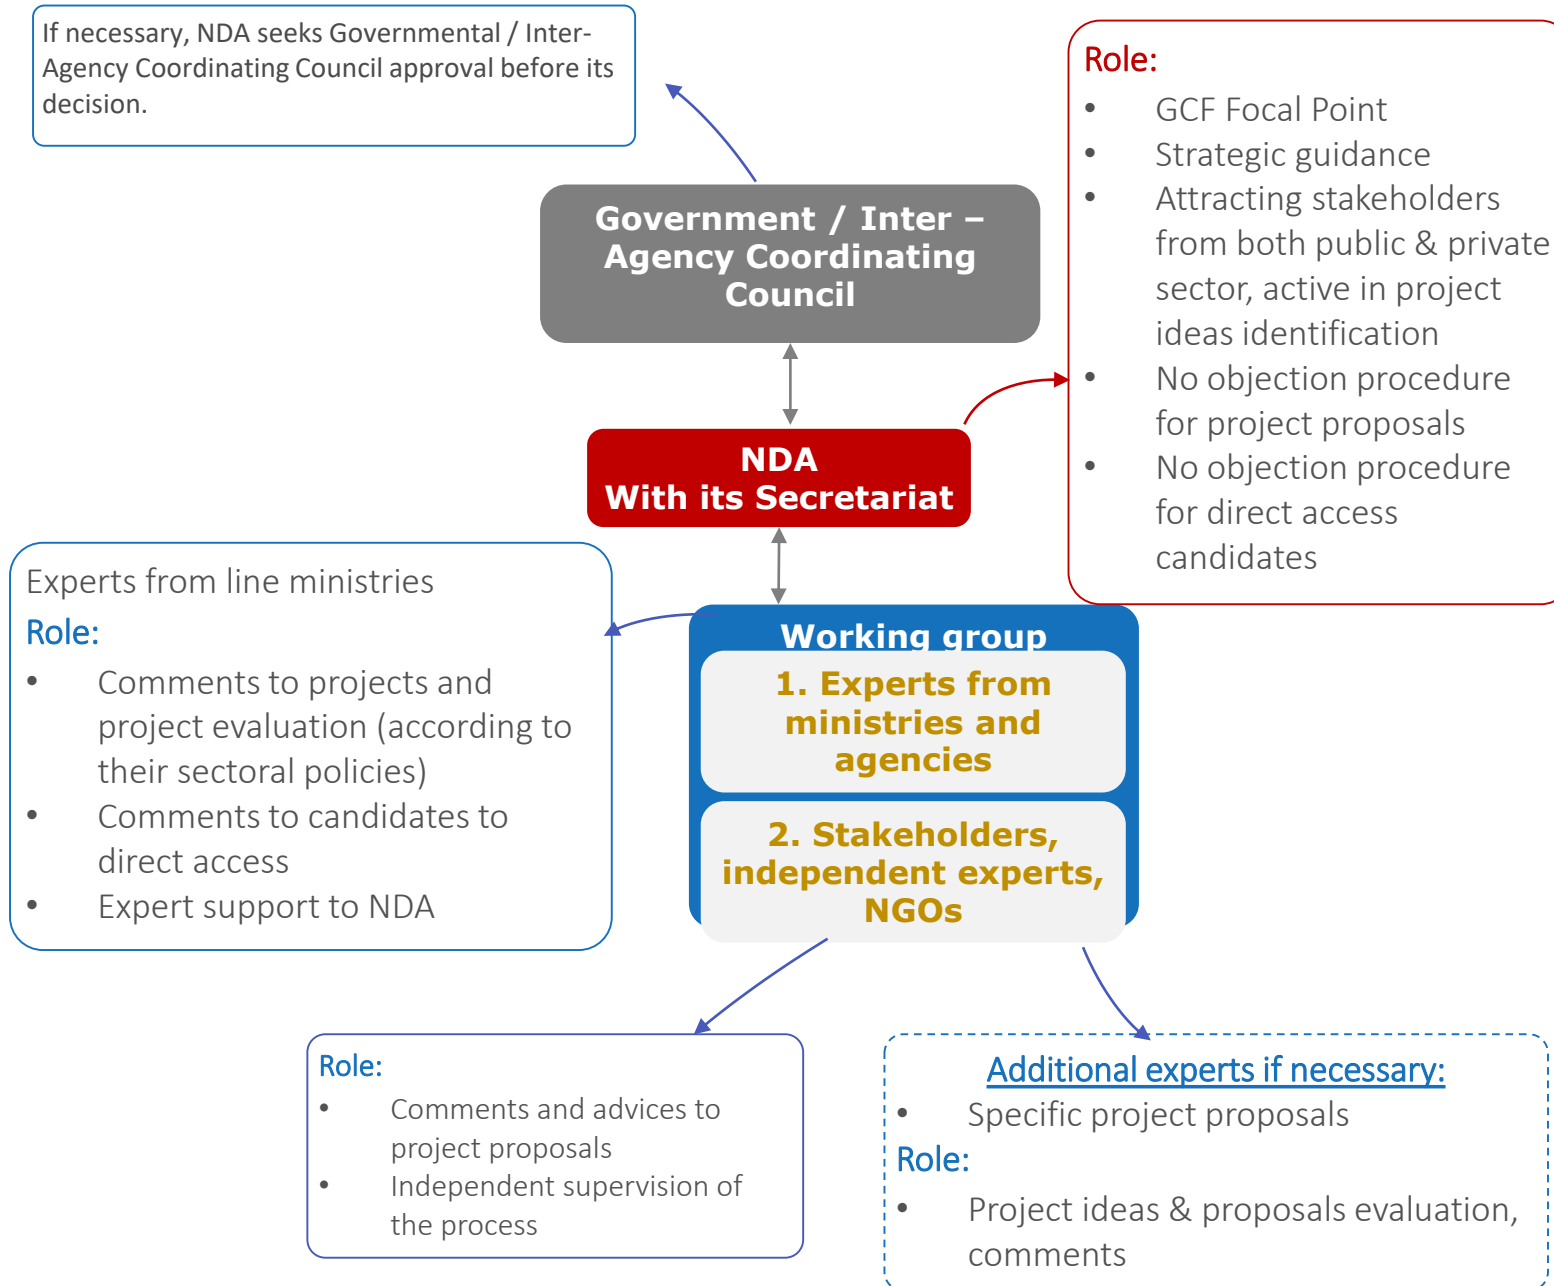 If necessary, NDA seeks Governmental / Inter-
Agency Coordinating Council approval before its
decision.
Role:
• GCF Focal Point
• Strategic guidance
• Attracting stakeholders
from both public & private
sector, active in project
ideas identification
• No objection procedure
for project proposals
• No objection procedure
for direct access
candidates
Government / Inter –
Agency Coordinating
Council
NDA
With its Secretariat
Experts from line ministries
Role:
• Comments to projects and
project evaluation (according to
their sectoral policies)
• Comments to candidates to
direct access
• Expert support to NDA
Working group
1. Experts from
ministries and
agencies
2. Stakeholders,
independent experts,
NGOs
Role:
• Comments and advices to
project proposals
• Independent supervision of
the process
Additional experts if necessary:
• Specific project proposals
Role:
• Project ideas & proposals evaluation,
comments